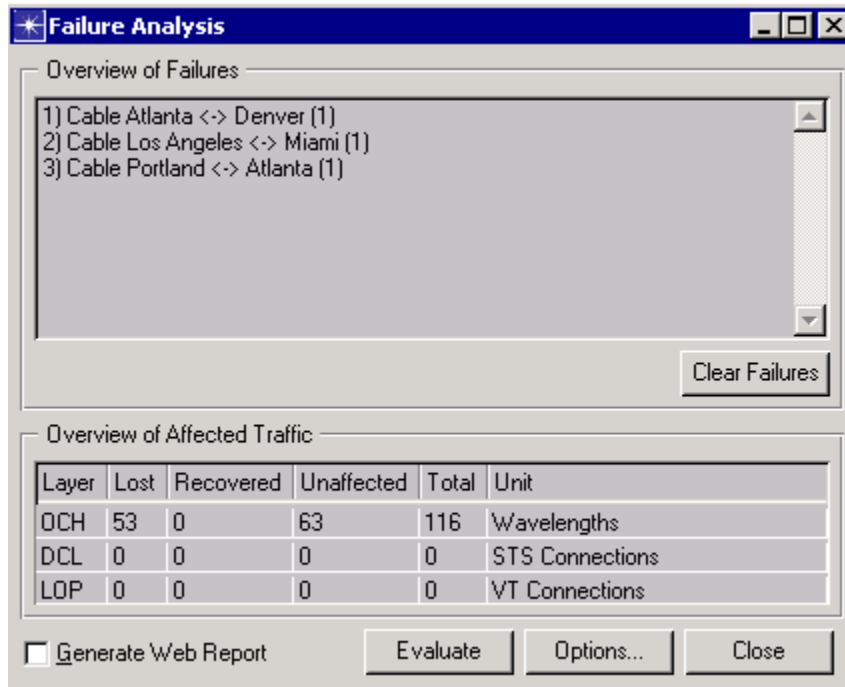 Failure Analysis
Overview of Failures
1) Cable Atlanta <-> Denver (1)
2) Cable Los Angeles <-> Miami (1)
3) Cable Portland <-> Atlanta (1)
Clear Failures
Overview of Affected Traffic
Layer Lost Recovered Unaffected Total Unit
OCH 53 0 63 116 Wavelengths
DCL 0 0 0 0 STS Connections
LOP 0 0 0 0 VT Connections
Generate Web Report Evaluate Options... Close